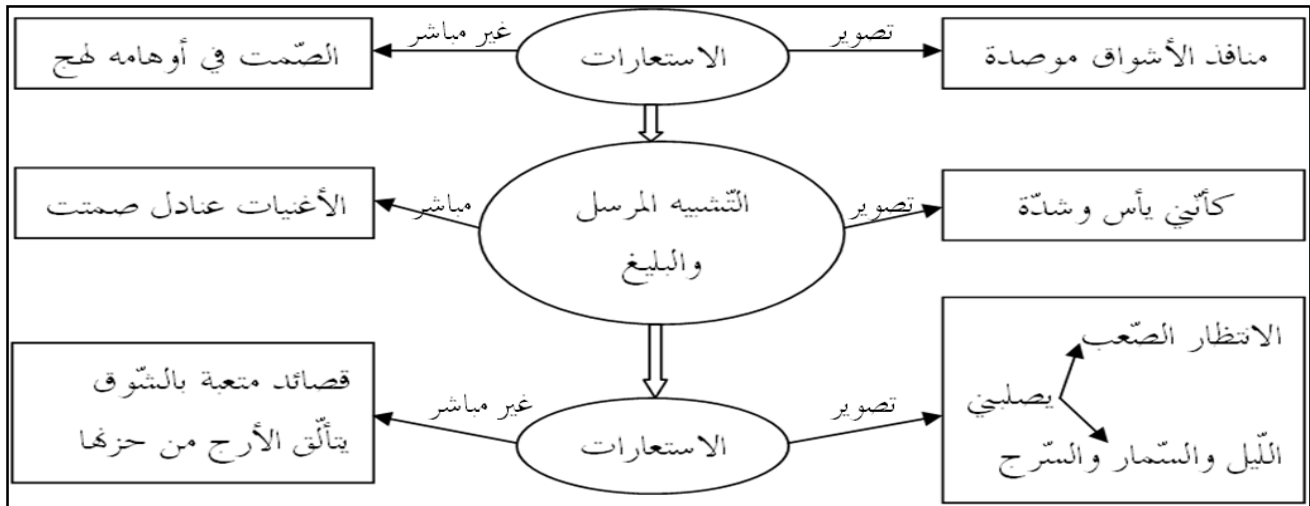 منافذ الأشواق موصدة
تصوير
الاستعارات
غير مباشر
الصّمت في أوهامه لهج
كأنّني يأس وشدّة
تصوير
التّشبيه المرسل
والبليغ
مباشر
الأغنيات عنادل صمتت
الانتظار الصّعب
يصلبني
اللّيل والسّمار والسّرج
تصوير
الاستعارات
غير مباشر
قصائد متعبة بالشّوق
يتألّق الأرج من حزنها